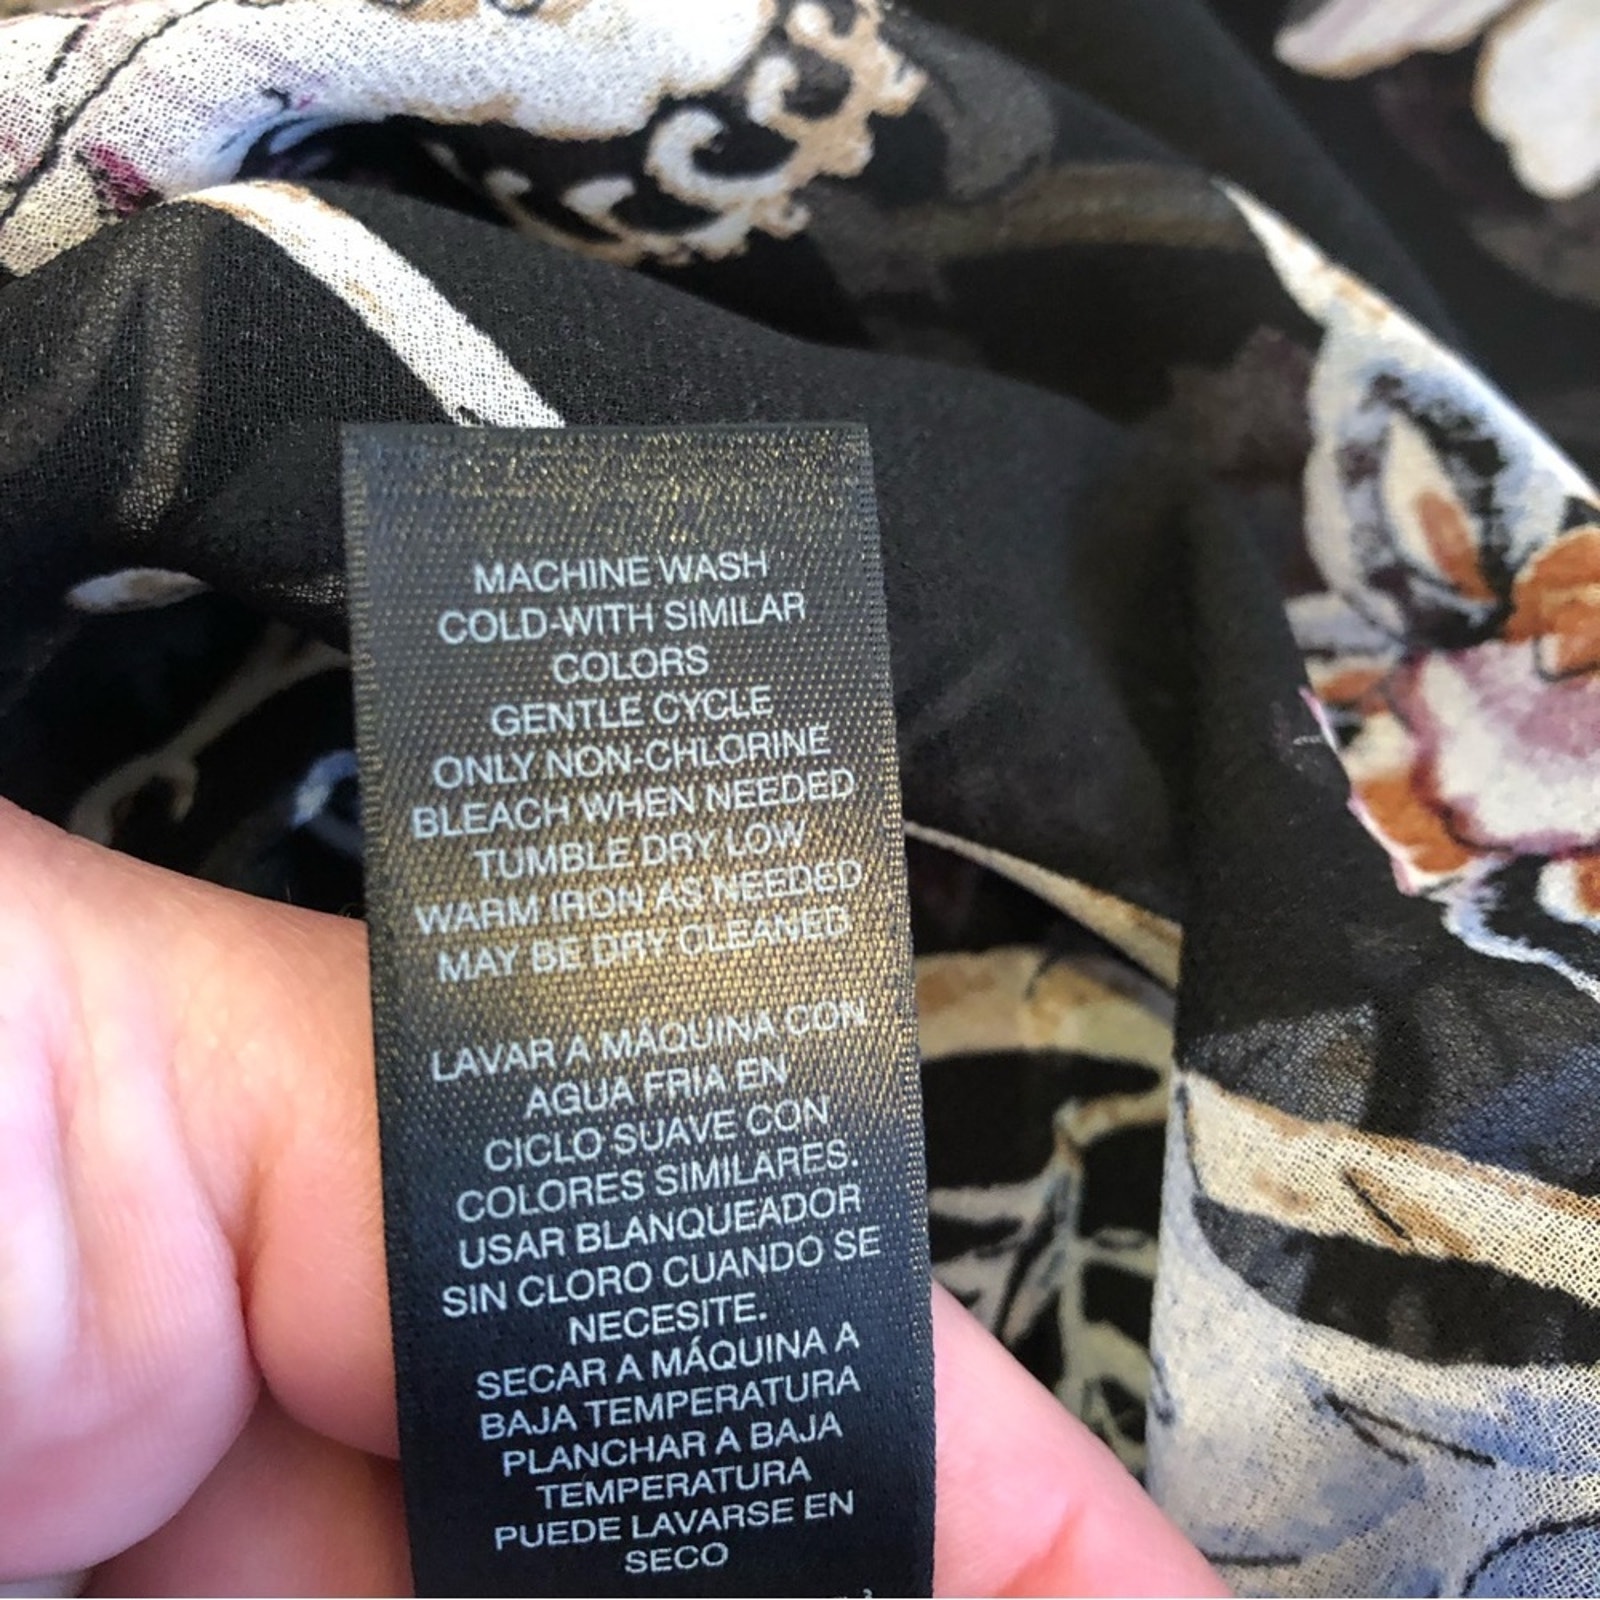 MACHINE WASH
COLD-WITH SIMILAR
COLORS
GENTLE CYCLE
ONLY NON-CHLORINE
BLEACH WHEN NEEDED
TUMBLE DRY LOW
WARM IRON AS NEEDED
MAY BE DRY CLEANED
LAVAR A MÁQUINA CON
AGUA FRIA EN
CICLO SUAVE CON
COLORES SIMILARES.
USAR BLANQUEADOR
SIN CLORO CUANDO SE
NECESITE.
SECAR A MÁQUINA A
BAJA TEMPERATURA
PLANCHAR A BAJA
TEMPERATURA
PUEDE LAVARSE EN
SECO